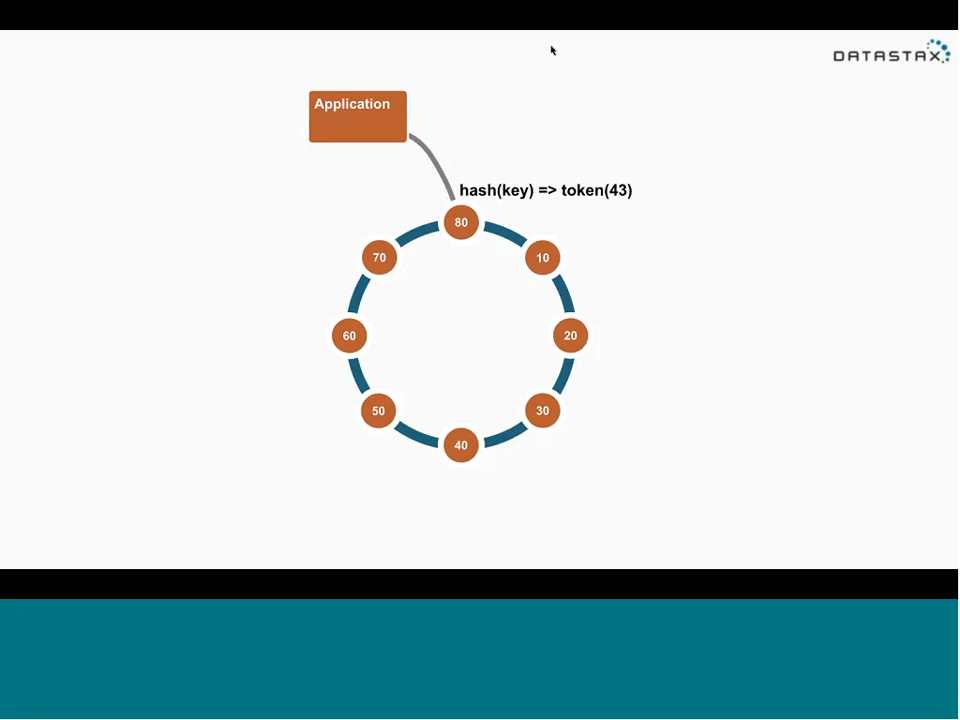 DATASTAX
Application
hash(key) => token(43)
80
70
10
60
20
50
30
40